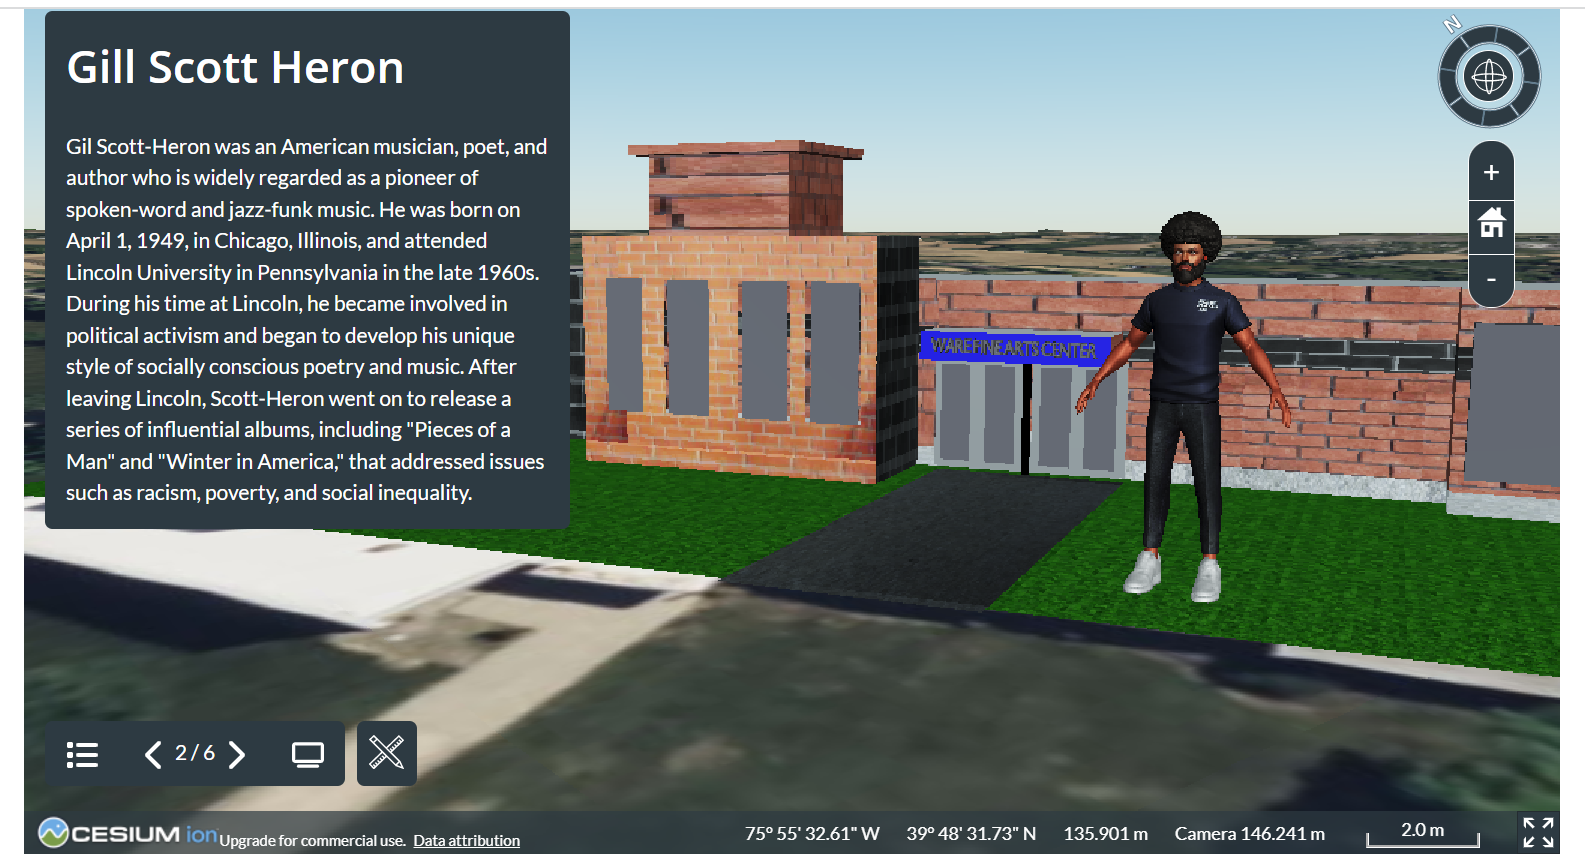 Gill Scott Heron
Gil Scott-Heron was an American musician, poet, and
author who is widely regarded as a pioneer of
spoken-word and jazz-funk music. He was born on
April 1, 1949, in Chicago, Illinois, and attended
Lincoln University in Pennsylvania in the late 1960s.
During his time at Lincoln, he became involved in
political activism and began to develop his unique
style of socially conscious poetry and music. After
leaving Lincoln, Scott-Heron went on to release a
series of influential albums, including "Pieces of a
Man" and "Winter in America," that addressed issues
such as racism, poverty, and social inequality.
N
+
-
WARE FINE ARTS CENTER
2 / 6
CESIUM ion Upgrade for commercial use. Data attribution
75° 55' 32.61" W 39° 48' 31.73" N 135.901 m Camera 146.241 m 2.0 m